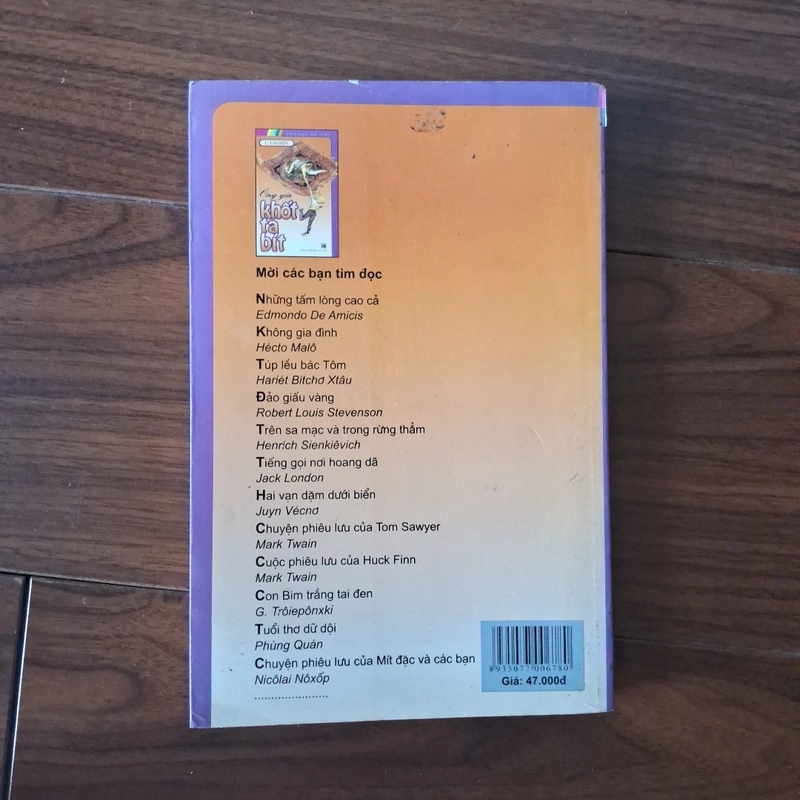 Ông già
khốt
ta
bít
Mời các bạn tìm đọc
Những tấm lòng cao cả
Edmondo De Amicis
Không gia đình
Hécto Malô
Túp lều bác Tôm
Hariét Bitchơ Xtâu
Đảo giấu vàng
Robert Louis Stevenson
Trên sa mạc và trong rừng thẳm
Henrich Sienkiêvich
Tiếng gọi nơi hoang dã
Jack London
Hai vạn dặm dưới biển
Juyn Vécnơ
Chuyện phiêu lưu của Tom Sawyer
Mark Twain
Cuộc phiêu lưu của Huck Finn
Mark Twain
Con Bim trắng tai đen
G. Trôiepônxki
Tuổi thơ dữ dội
Phùng Quán
Chuyện phiêu lưu của Mít đặc và các bạn
Nicôlai Nôxốp
........................
8935077006780
Giá: 47.000đ